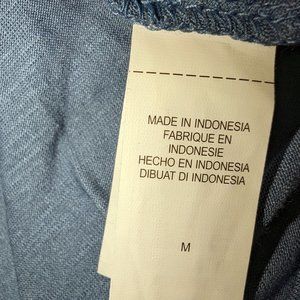 MADE IN INDONESIA
FABRIQUE EN
INDONESIE
HECHO EN INDONESIA
DIBUAT DI INDONESIA
M